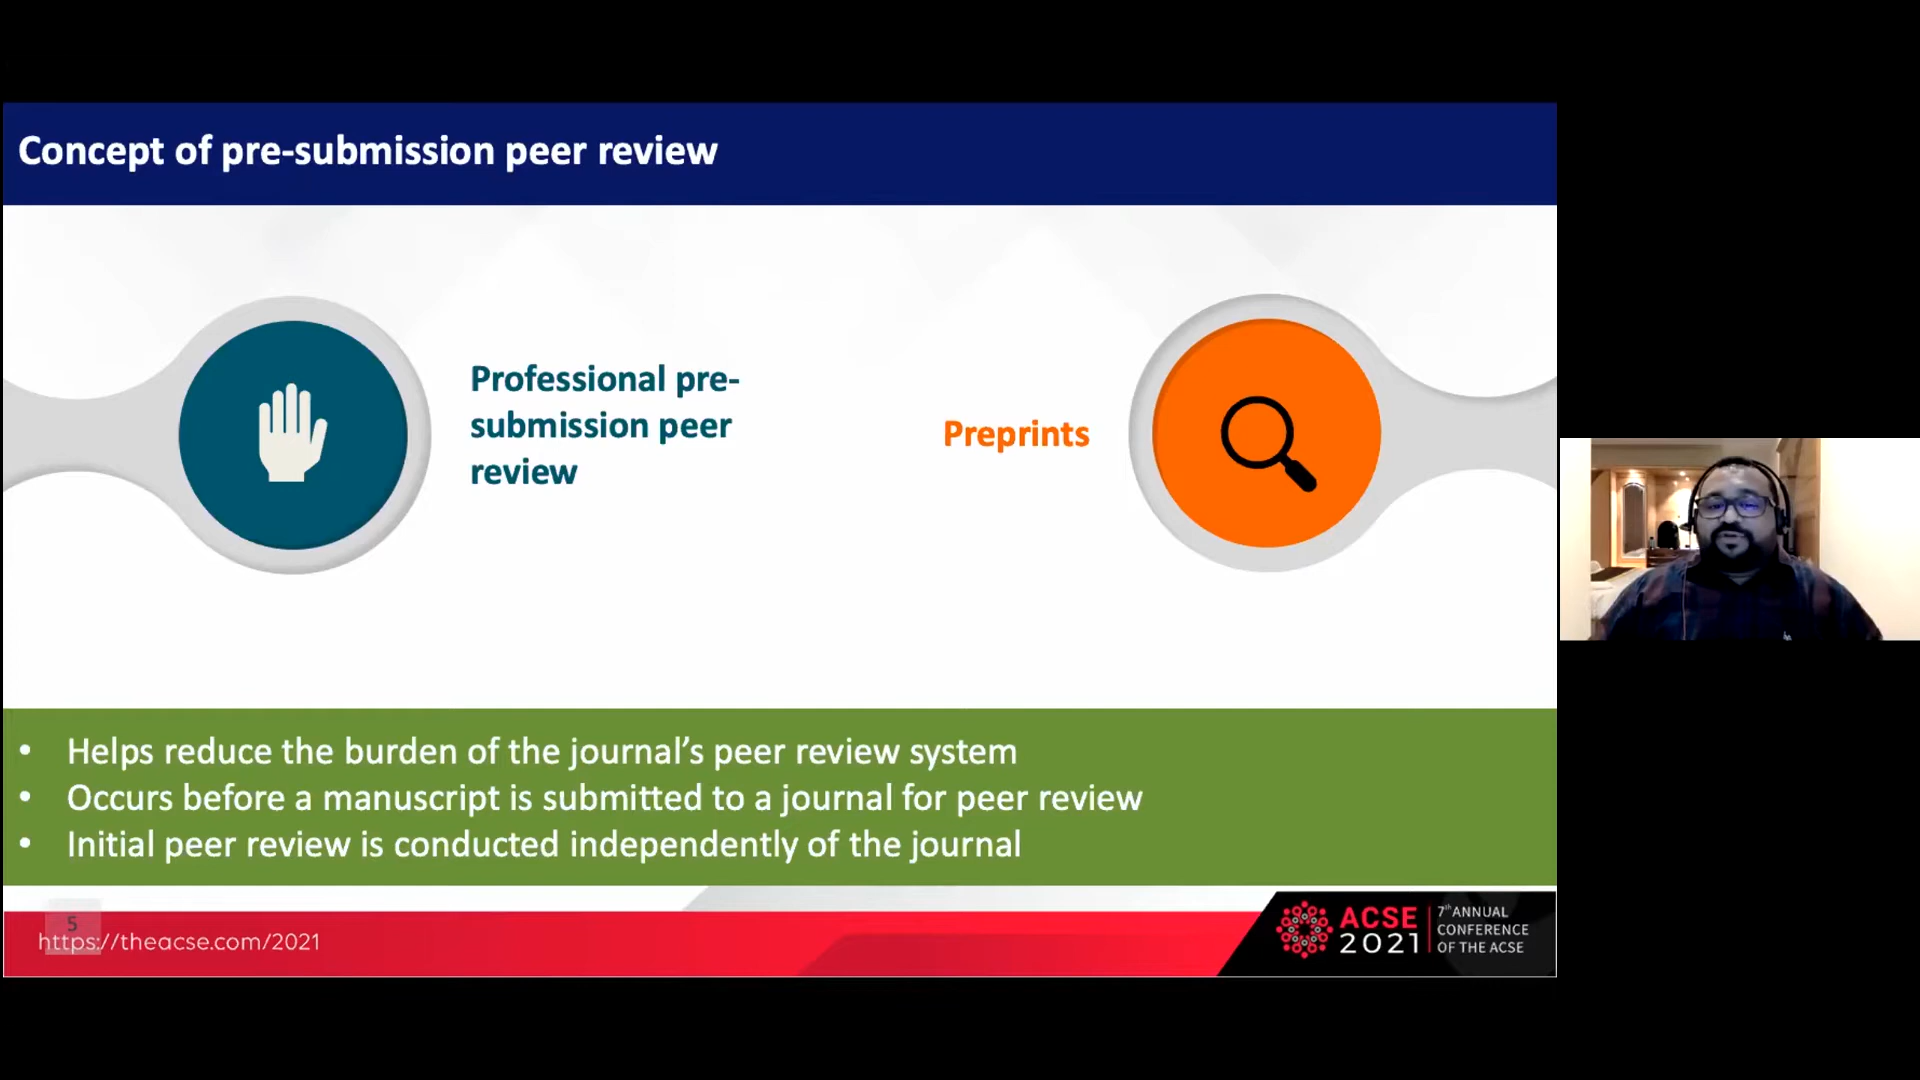 Concept of pre-submission peer review
Professional pre-
submission peer
review
Preprints
• Helps reduce the burden of the journal’s peer review system
• Occurs before a manuscript is submitted to a journal for peer review
• Initial peer review is conducted independently of the journal
5
https://theacse.com/2021
ACSE
2021
7th ANNUAL
CONFERENCE
OF THE ACSE